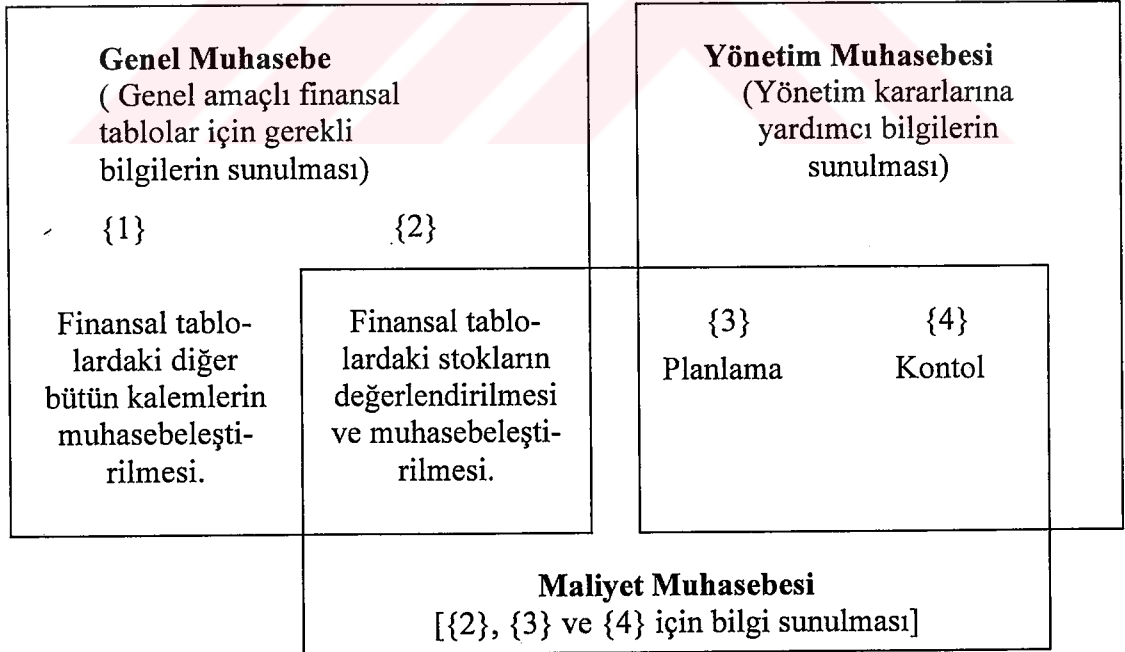 Genel Muhasebe
( Genel amaçlı finansal
tablolar için gerekli
bilgilerin sunulması)
{1}
{2}
Finansal tablo-
lardaki diğer
bütün kalemlerin
muhasebeleşti-
rilmesi.
Finansal tablo-
lardaki stokların
değerlendirilmesi
ve muhasebeleşti-
rilmesi.
Yönetim Muhasebesi
(Yönetim kararlarına
yardımcı bilgilerin
sunulması)
{3}
Planlama
{4}
Kontol
Maliyet Muhasebesi
[{2}, {3} ve {4} için bilgi sunulması]